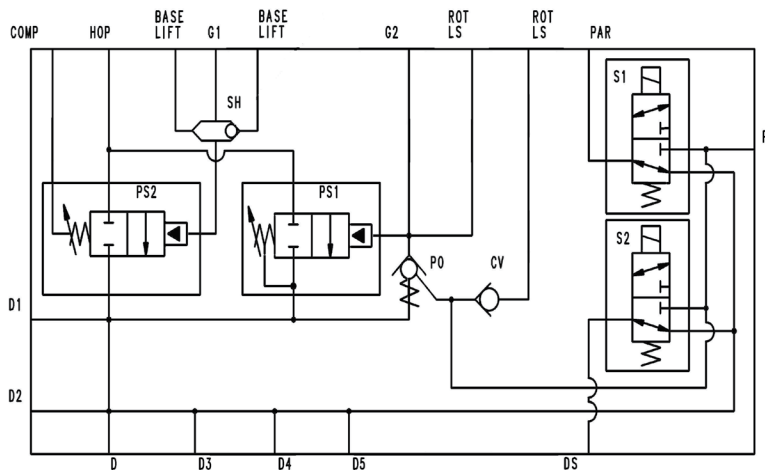 COMP HOP BASE LIFT G1 BASE LIFT G2 ROT LS ROT LS PAR
SH
S1
PS2
PS1
S2
PO
CV
D1
D2
D D3 D4 D5 DS